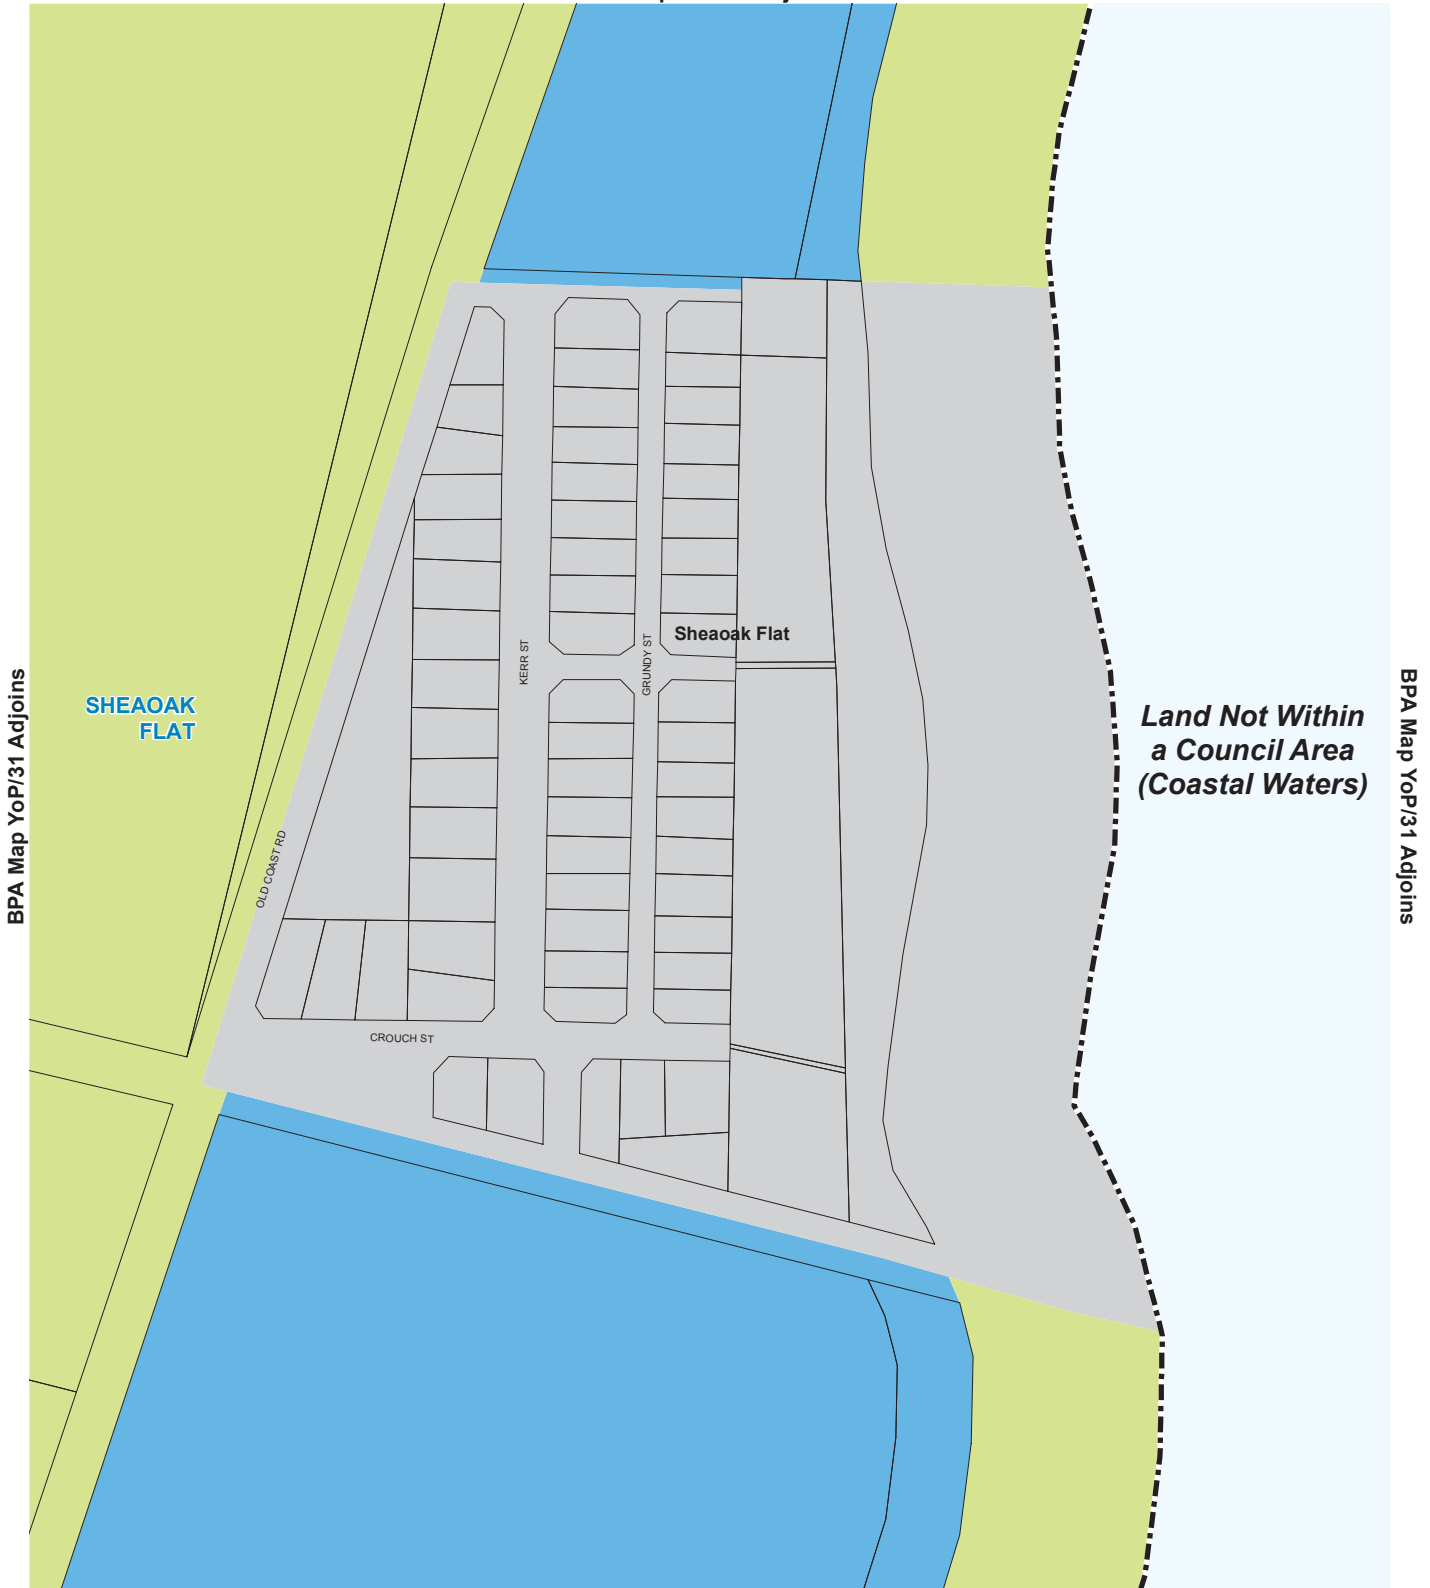 BPA Map YoP/31 Adjoins
SHEAOAK
FLAT
OLD COAST RD
KERR ST
GRUNDY ST
Sheaoak Flat
CROUCH ST
Land Not Within
a Council Area
(Coastal Waters)
BPA Map YoP/31 Adjoins